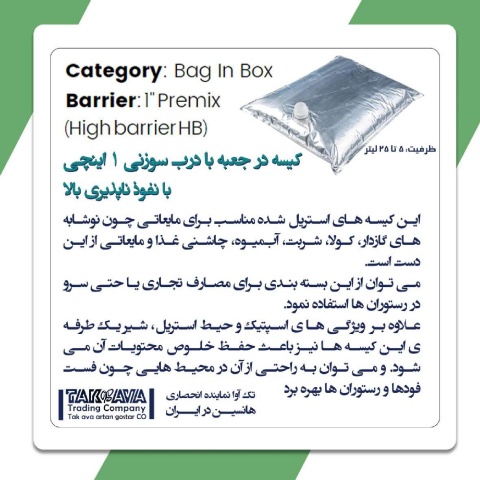 Category: Bag In Box
Barrier: 1" Premix
(High barrier HB)
ظرفیت: ۵ تا ۲۵ لیتر
کیسه در جعبه با درب سوزنی ۱ اینچی
با نفوذ ناپذیری بالا
این کیسه های استریل شده مناسب برای مایعاتی چون نوشابه
های گازدار، کولا، شربت، آبمیوه، چاشنی غذا و مایعاتی از این
دست است.
می توان از این بسته بندی برای مصارف تجاری یا حتی سرو
در رستوران ها استفاده نمود.
علاوه بر ویژگی ها ی اسپتیک و حیط استریل ، شیر یک طرفه
ی این کیسه ها نیز باعث حفظ خلوص محتویات آن می
شود. و می توان به راحتی از آن در محیط هایی چون فست
فودها و رستوران ها بهره برد
تک آوا نماینده انحصاری
هانسین در ایران
TAK AVA
Trading Company
Tak ava artan gostar CO